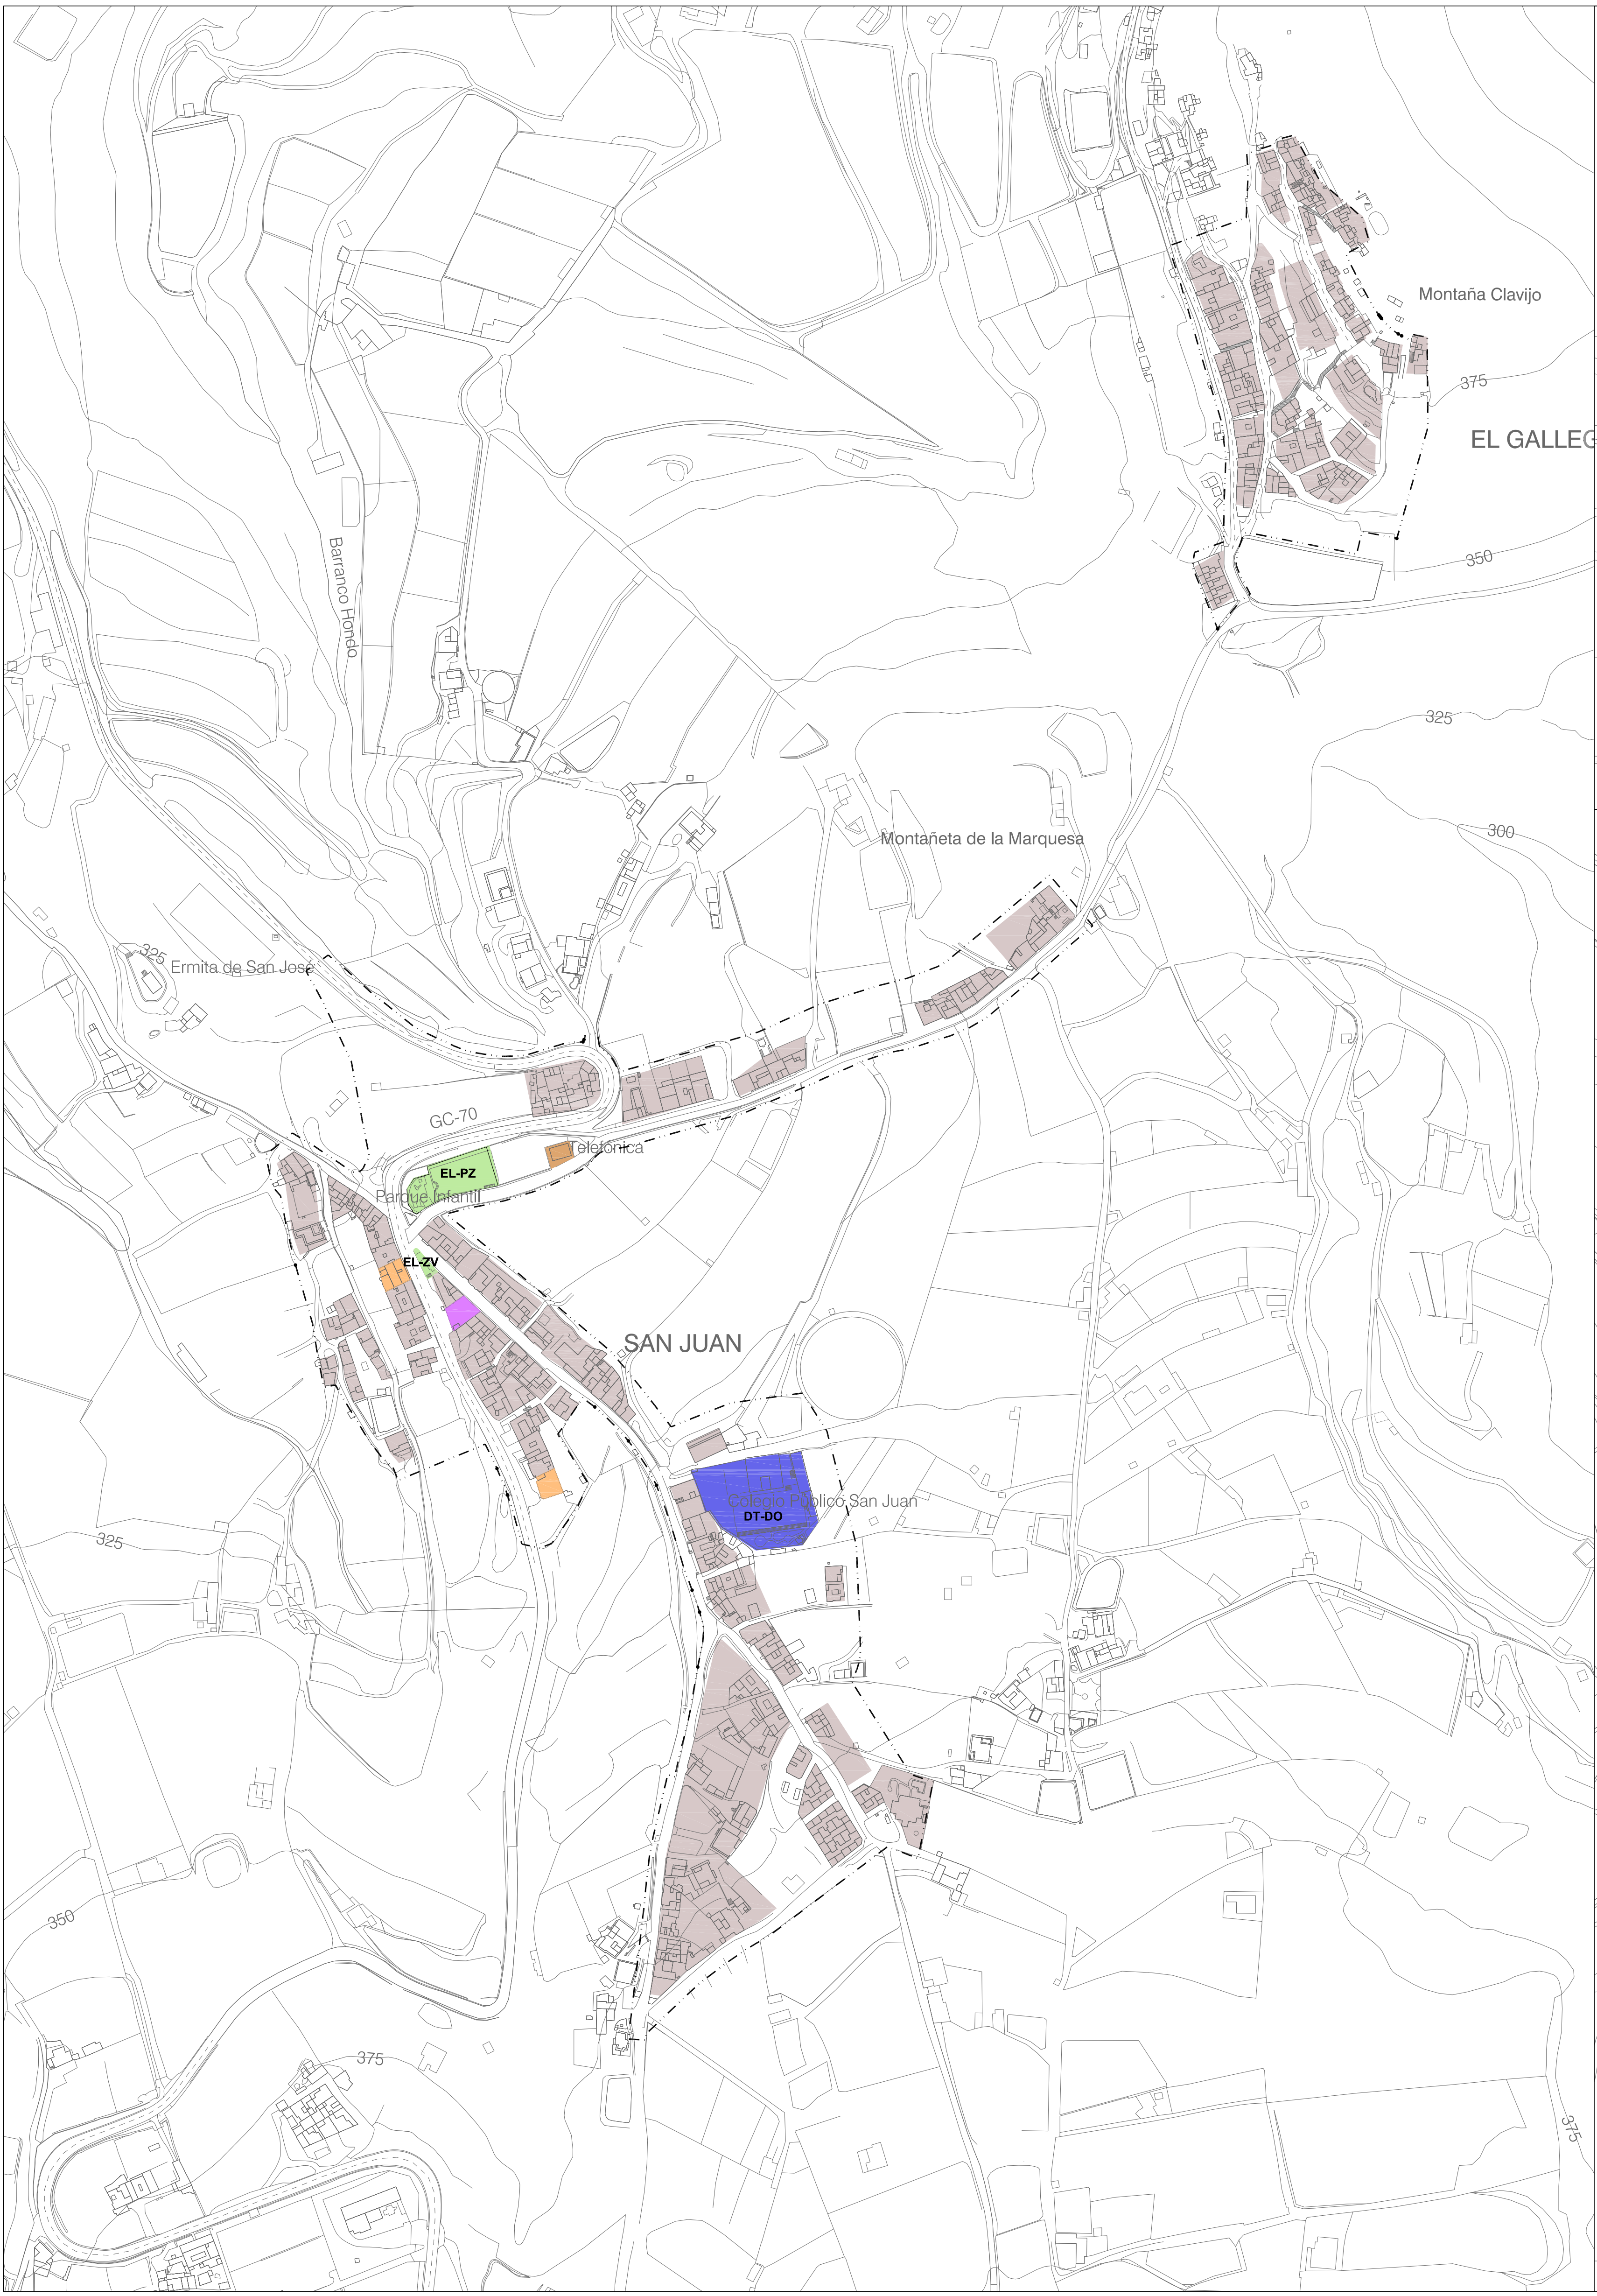 Montaña Clavijo
375
EL GALLEG
350
Barranco Hondo
325
300
Montañeta de la Marquesa
325
Ermita de San José
GC-70
Telefónica
EL-PZ
Parque Infantil
EL-ZV
SAN JUAN
Colegio Público San Juan
DT-DO
325
350
375
375